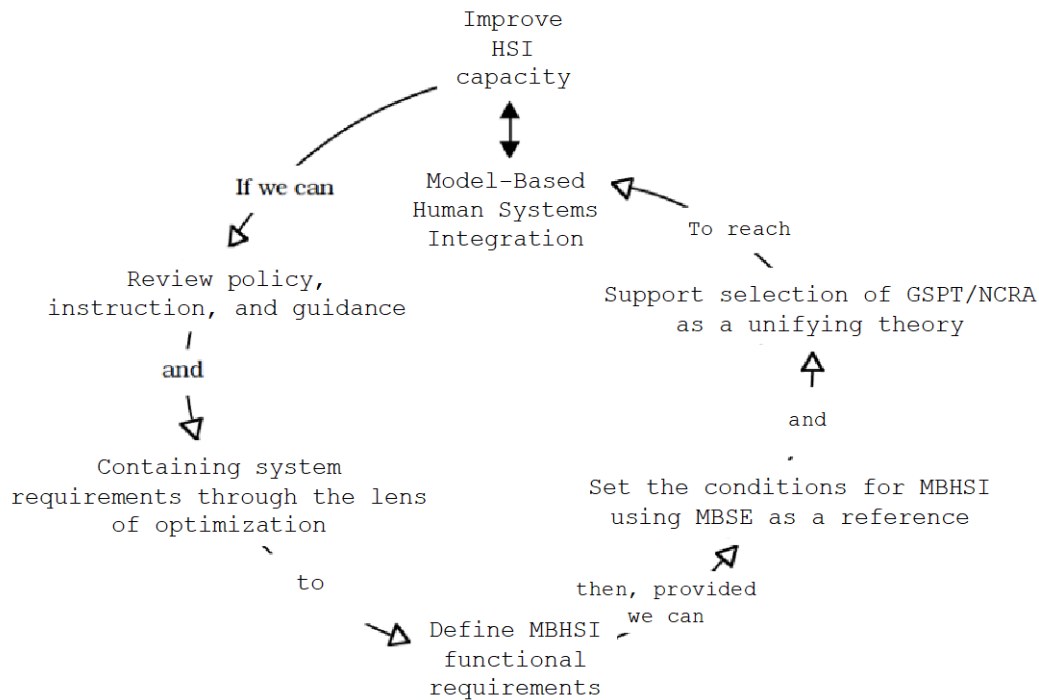 Improve
HSI
capacity
If we can
Review policy,
instruction, and guidance
and
Containing system
requirements through the lens
of optimization
to
Define MBHSI
functional
requirements
then, provided
we can
Set the conditions for MBHSI
using MBSE as a reference
and
Support selection of GSPT/NCRA
as a unifying theory
To reach
Model-Based
Human Systems
Integration